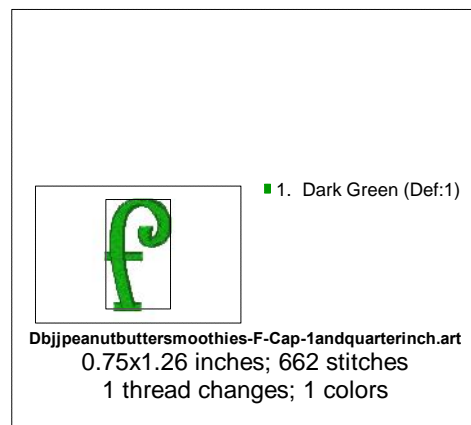 1. Dark Green (Def:1)
f
Dbjjpeanutbuttersmoothies-F-Cap-1andquarterinch.art
0.75x1.26 inches; 662 stitches
1 thread changes; 1 colors